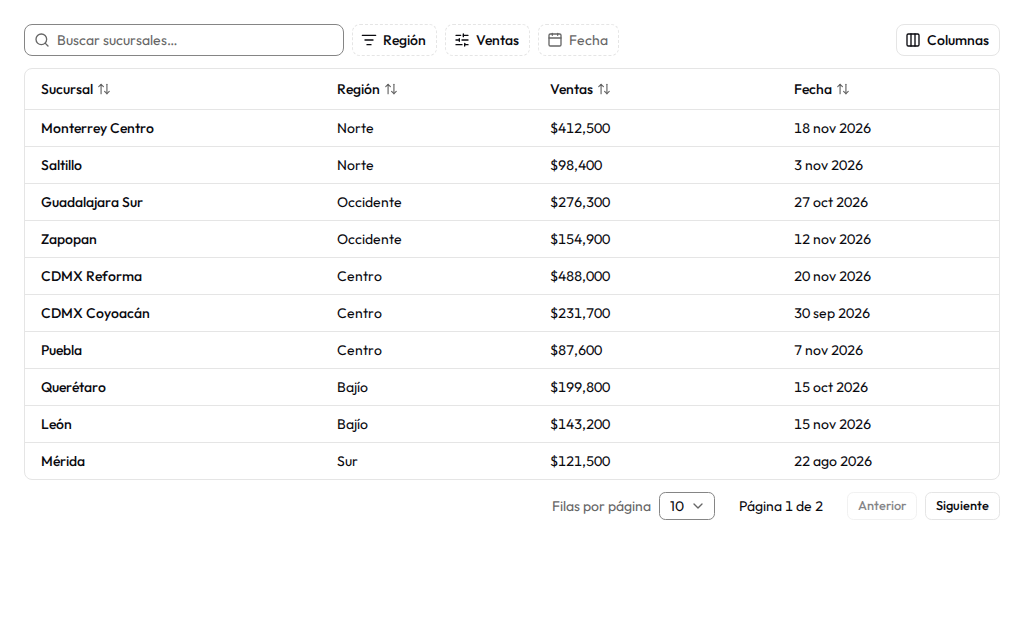 Buscar sucursales... Región Ventas Fecha Columnas
Sucursal Región Ventas Fecha
Monterrey Centro Norte $412,500 18 nov 2026
Saltillo Norte $98,400 3 nov 2026
Guadalajara Sur Occidente $276,300 27 oct 2026
Zapopan Occidente $154,900 12 nov 2026
CDMX Reforma Centro $488,000 20 nov 2026
CDMX Coyoacán Centro $231,700 30 sep 2026
Puebla Centro $87,600 7 nov 2026
Querétaro Bajío $199,800 15 oct 2026
León Bajío $143,200 15 nov 2026
Mérida Sur $121,500 22 ago 2026
Filas por página 10 Página 1 de 2 Anterior Siguiente